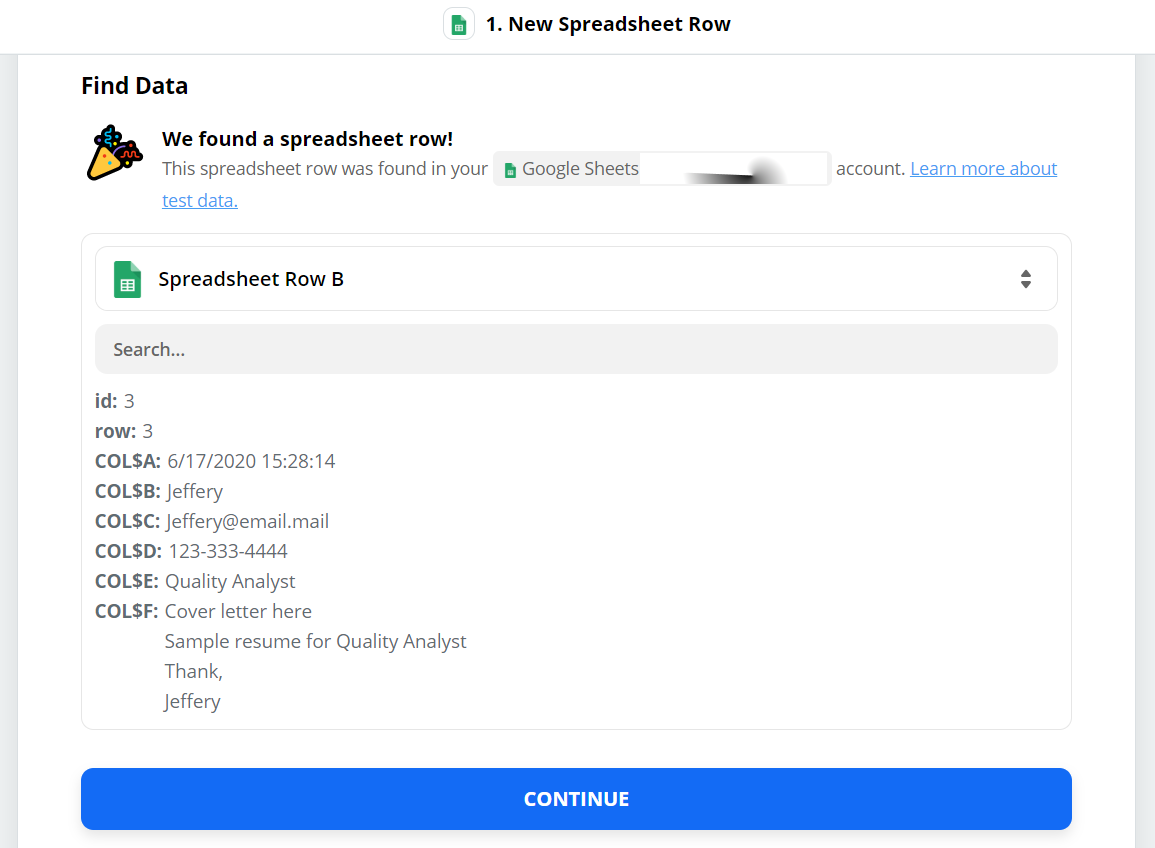 1. New Spreadsheet Row
Find Data
We found a spreadsheet row!
This spreadsheet row was found in your Google Sheets account. Learn more about
test data.
Spreadsheet Row B
Search...
id: 3
row: 3
COL$A: 6/17/2020 15:28:14
COL$B: Jeffery
COL$C: Jeffery@email.mail
COL$D: 123-333-4444
COL$E: Quality Analyst
COL$F: Cover letter here
Sample resume for Quality Analyst
Thank,
Jeffery
CONTINUE